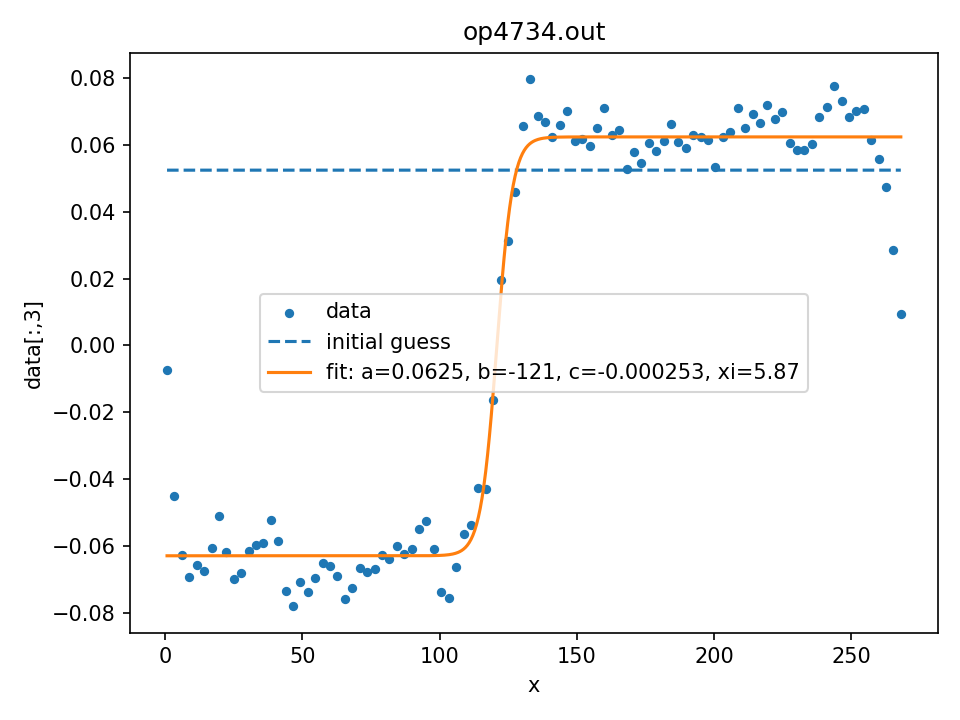 op4734.out
data[:,3]
0.08
0.06
0.04
0.02
0.00
−0.02
−0.04
−0.06
−0.08
data
initial guess
fit: a=0.0625, b=-121, c=-0.000253, xi=5.87
0 50 100 150 200 250
x